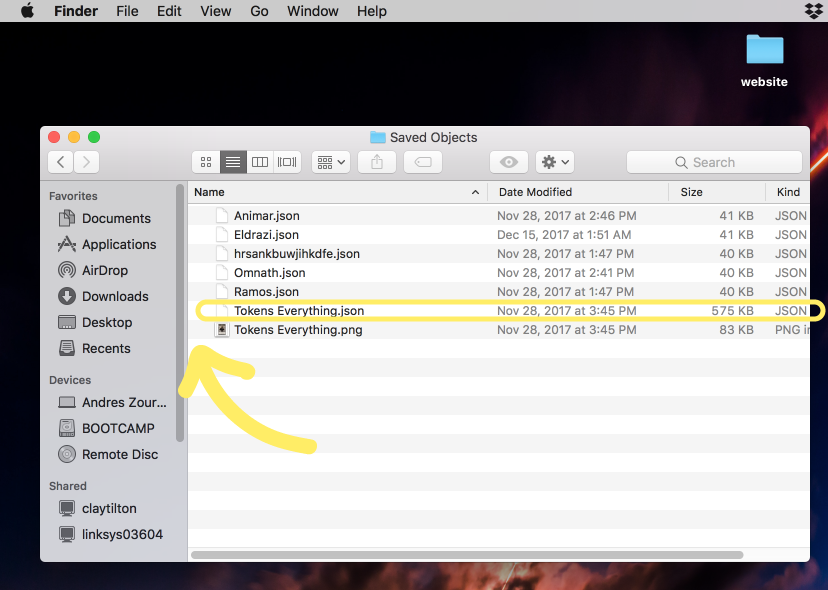 Finder File Edit View Go Window Help
website
Saved Objects
Search
Favorites
Documents
Applications
AirDrop
Downloads
Desktop
Recents
Devices
Andres Zour...
BOOTCAMP
Remote Disc
Shared
claytilton
linksys03604
Name Date Modified Size Kind
Animar.json Nov 28, 2017 at 2:46 PM 41 KB JSON
Eldrazi.json Dec 15, 2017 at 1:51 AM 41 KB JSON
hrsankbuwjihkdfe.json Nov 28, 2017 at 1:47 PM 40 KB JSON
Omnath.json Nov 28, 2017 at 2:41 PM 40 KB JSON
Ramos.json Nov 28, 2017 at 1:47 PM 40 KB JSON
Tokens Everything.json Nov 28, 2017 at 3:45 PM 575 KB JSON
Tokens Everything.png Nov 28, 2017 at 3:45 PM 83 KB PNG i